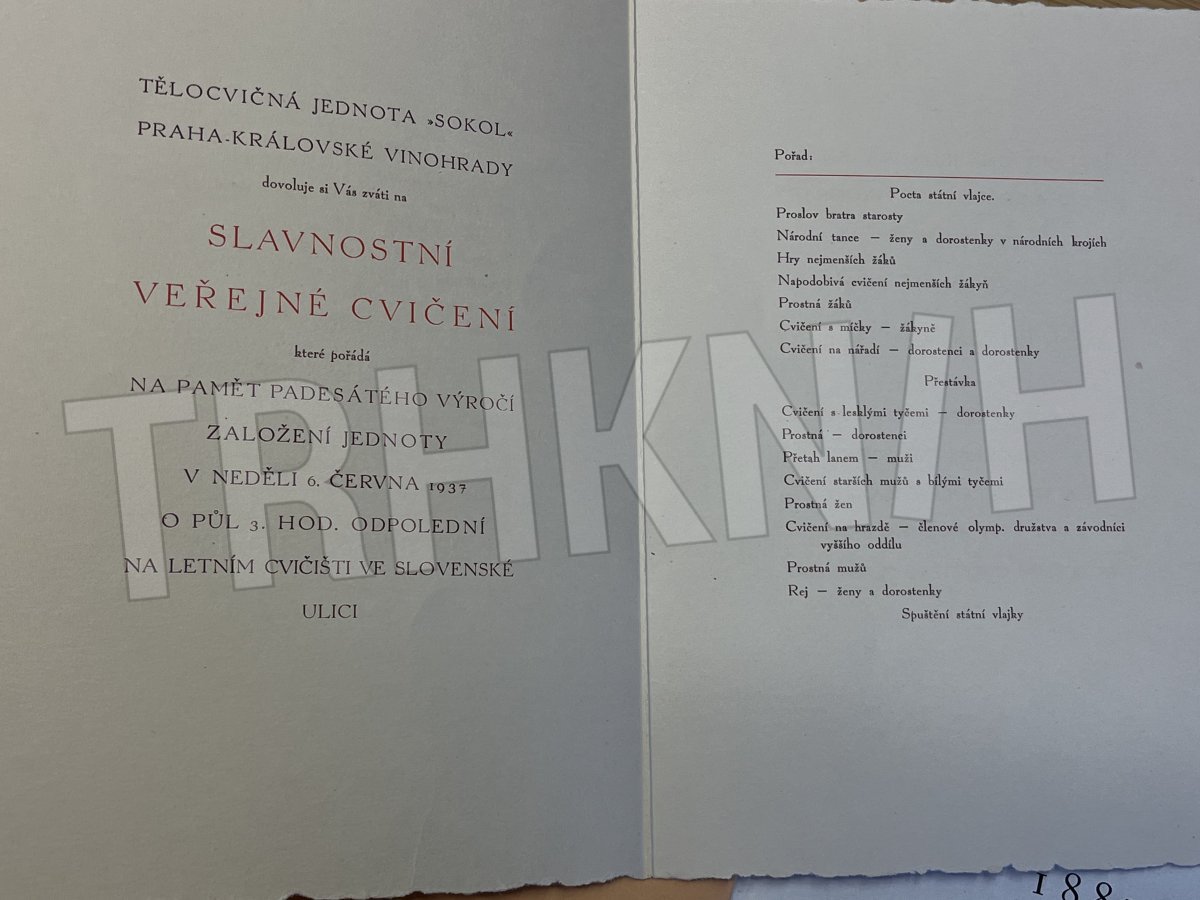 TĚLOCVIČNÁ JEDNOTA »SOKOL«
PRAHA-KRÁLOVSKÉ VINOHRADY
dovoluje si Vás zváti na
SLAVNOSTNÍ
VEŘEJNÉ CVIČENÍ
které pořádá
NA PAMĚT PADESÁTÉHO VÝROČÍ
ZALOŽENÍ JEDNOTY
V NEDĚLI 6. ČERVNA 1937
O PŮL 3. HOD. ODPOLEDNÍ
NA LETNÍM CVIČIŠTI VE SLOVENSKÉ
ULICI
Pořad:
Pocta státní vlajce.
Proslov bratra starosty
Národní tance — ženy a dorostenky v národních krojích
Hry nejmenších žáků
Napodobivá cvičení nejmenších žákyň
Prostná žáků
Cvičení s míčky — žákyně
Cvičení na nářadí — dorostenci a dorostenky
Přestávka
Cvičení s lesklými tyčemi — dorostenky
Prostná — dorostenci
Přetah lanem — muži
Cvičení starších mužů s bílými tyčemi
Prostná žen
Cvičení na hrazdě — členové olymp. družstva a závodníci
vyššího oddílu
Prostná mužů
Rej — ženy a dorostenky
Spuštění státní vlajky
TRHKNIH
188